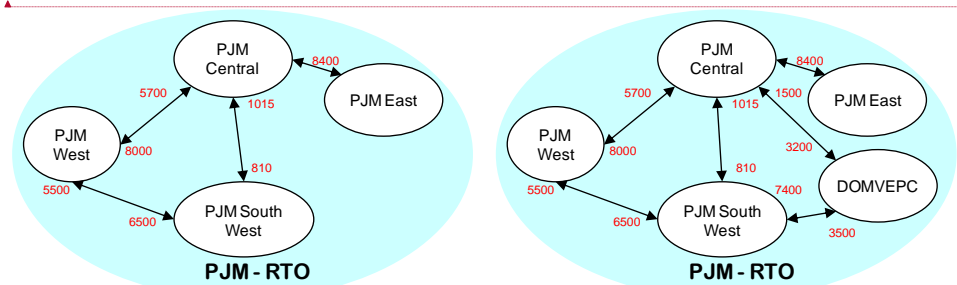 PJM
Central
8400
PJM East
5700
1015
PJM
West
8000
5500
810
6500
PJM South
West
PJM - RTO
PJM
Central
8400
PJM East
5700
1015
1500
PJM
West
8000
3200
5500
810
DOMVEPC
7400
6500
PJM South
West
3500
PJM - RTO